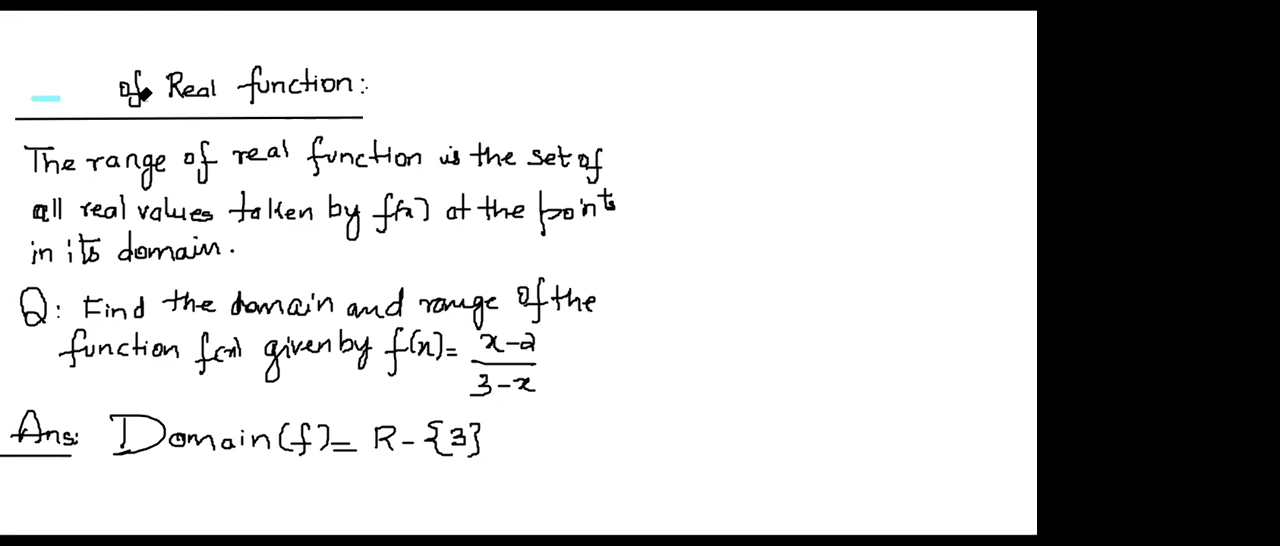 of Real function:
The range of real function is the set of
all real values taken by f(x) at the points
in its domain.
Q: Find the domain and range of the
function f(x) given by f(x)= x-2 / 3-x
Ans: Domain(f)= R-{3}